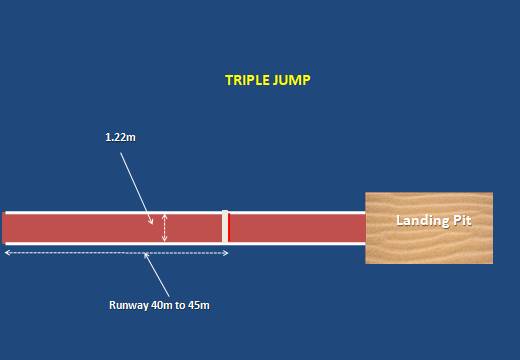 TRIPLE JUMP
1.22m
Landing Pit
Runway 40m to 45m